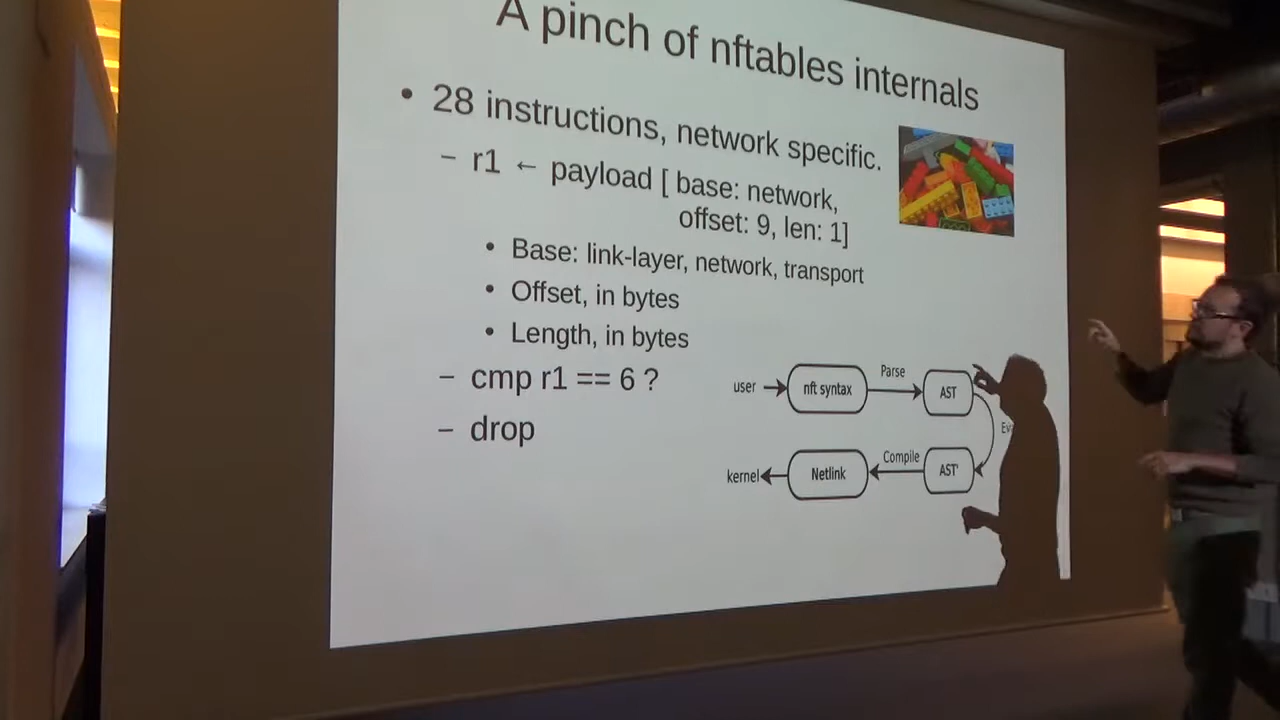 A pinch of nftables internals
• 28 instructions, network specific.
– r1 ← payload [ base: network,
offset: 9, len: 1]
• Base: link-layer, network, transport
• Offset, in bytes
• Length, in bytes
– cmp r1 == 6 ?
– drop
user
nft syntax
Parse
AST
kernel
Netlink
Compile
AST'